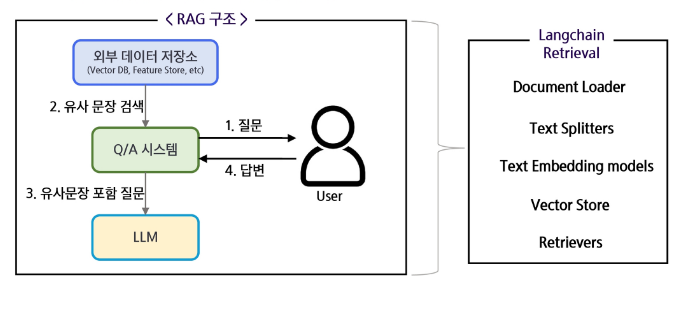 < RAG 구조 >
외부 데이터 저장소
(Vector DB, Feature Store, etc)
2. 유사 문장 검색
1. 질문
Q/A 시스템
4. 답변
3. 유사문장 포함 질문
User
LLM
Langchain
Retrieval
Document Loader
Text Splitters
Text Embedding models
Vector Store
Retrievers